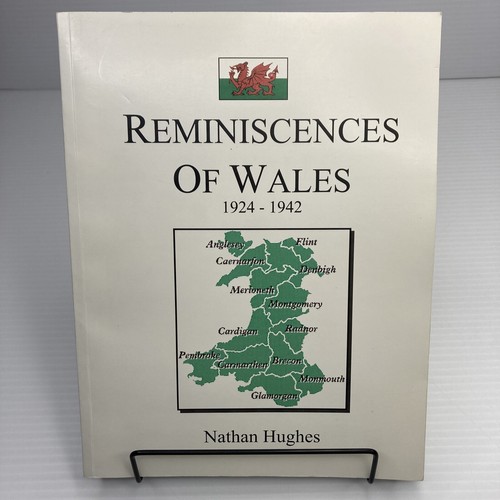 REMINISCENCES
OF WALES
1924 - 1942
Anglesey
Flint
Caernarfon
Denbigh
Merioneth
Montgomery
Cardigan
Radnor
Pembroke
Carmarthen
Brecon
Monmouth
Glamorgan
Nathan Hughes